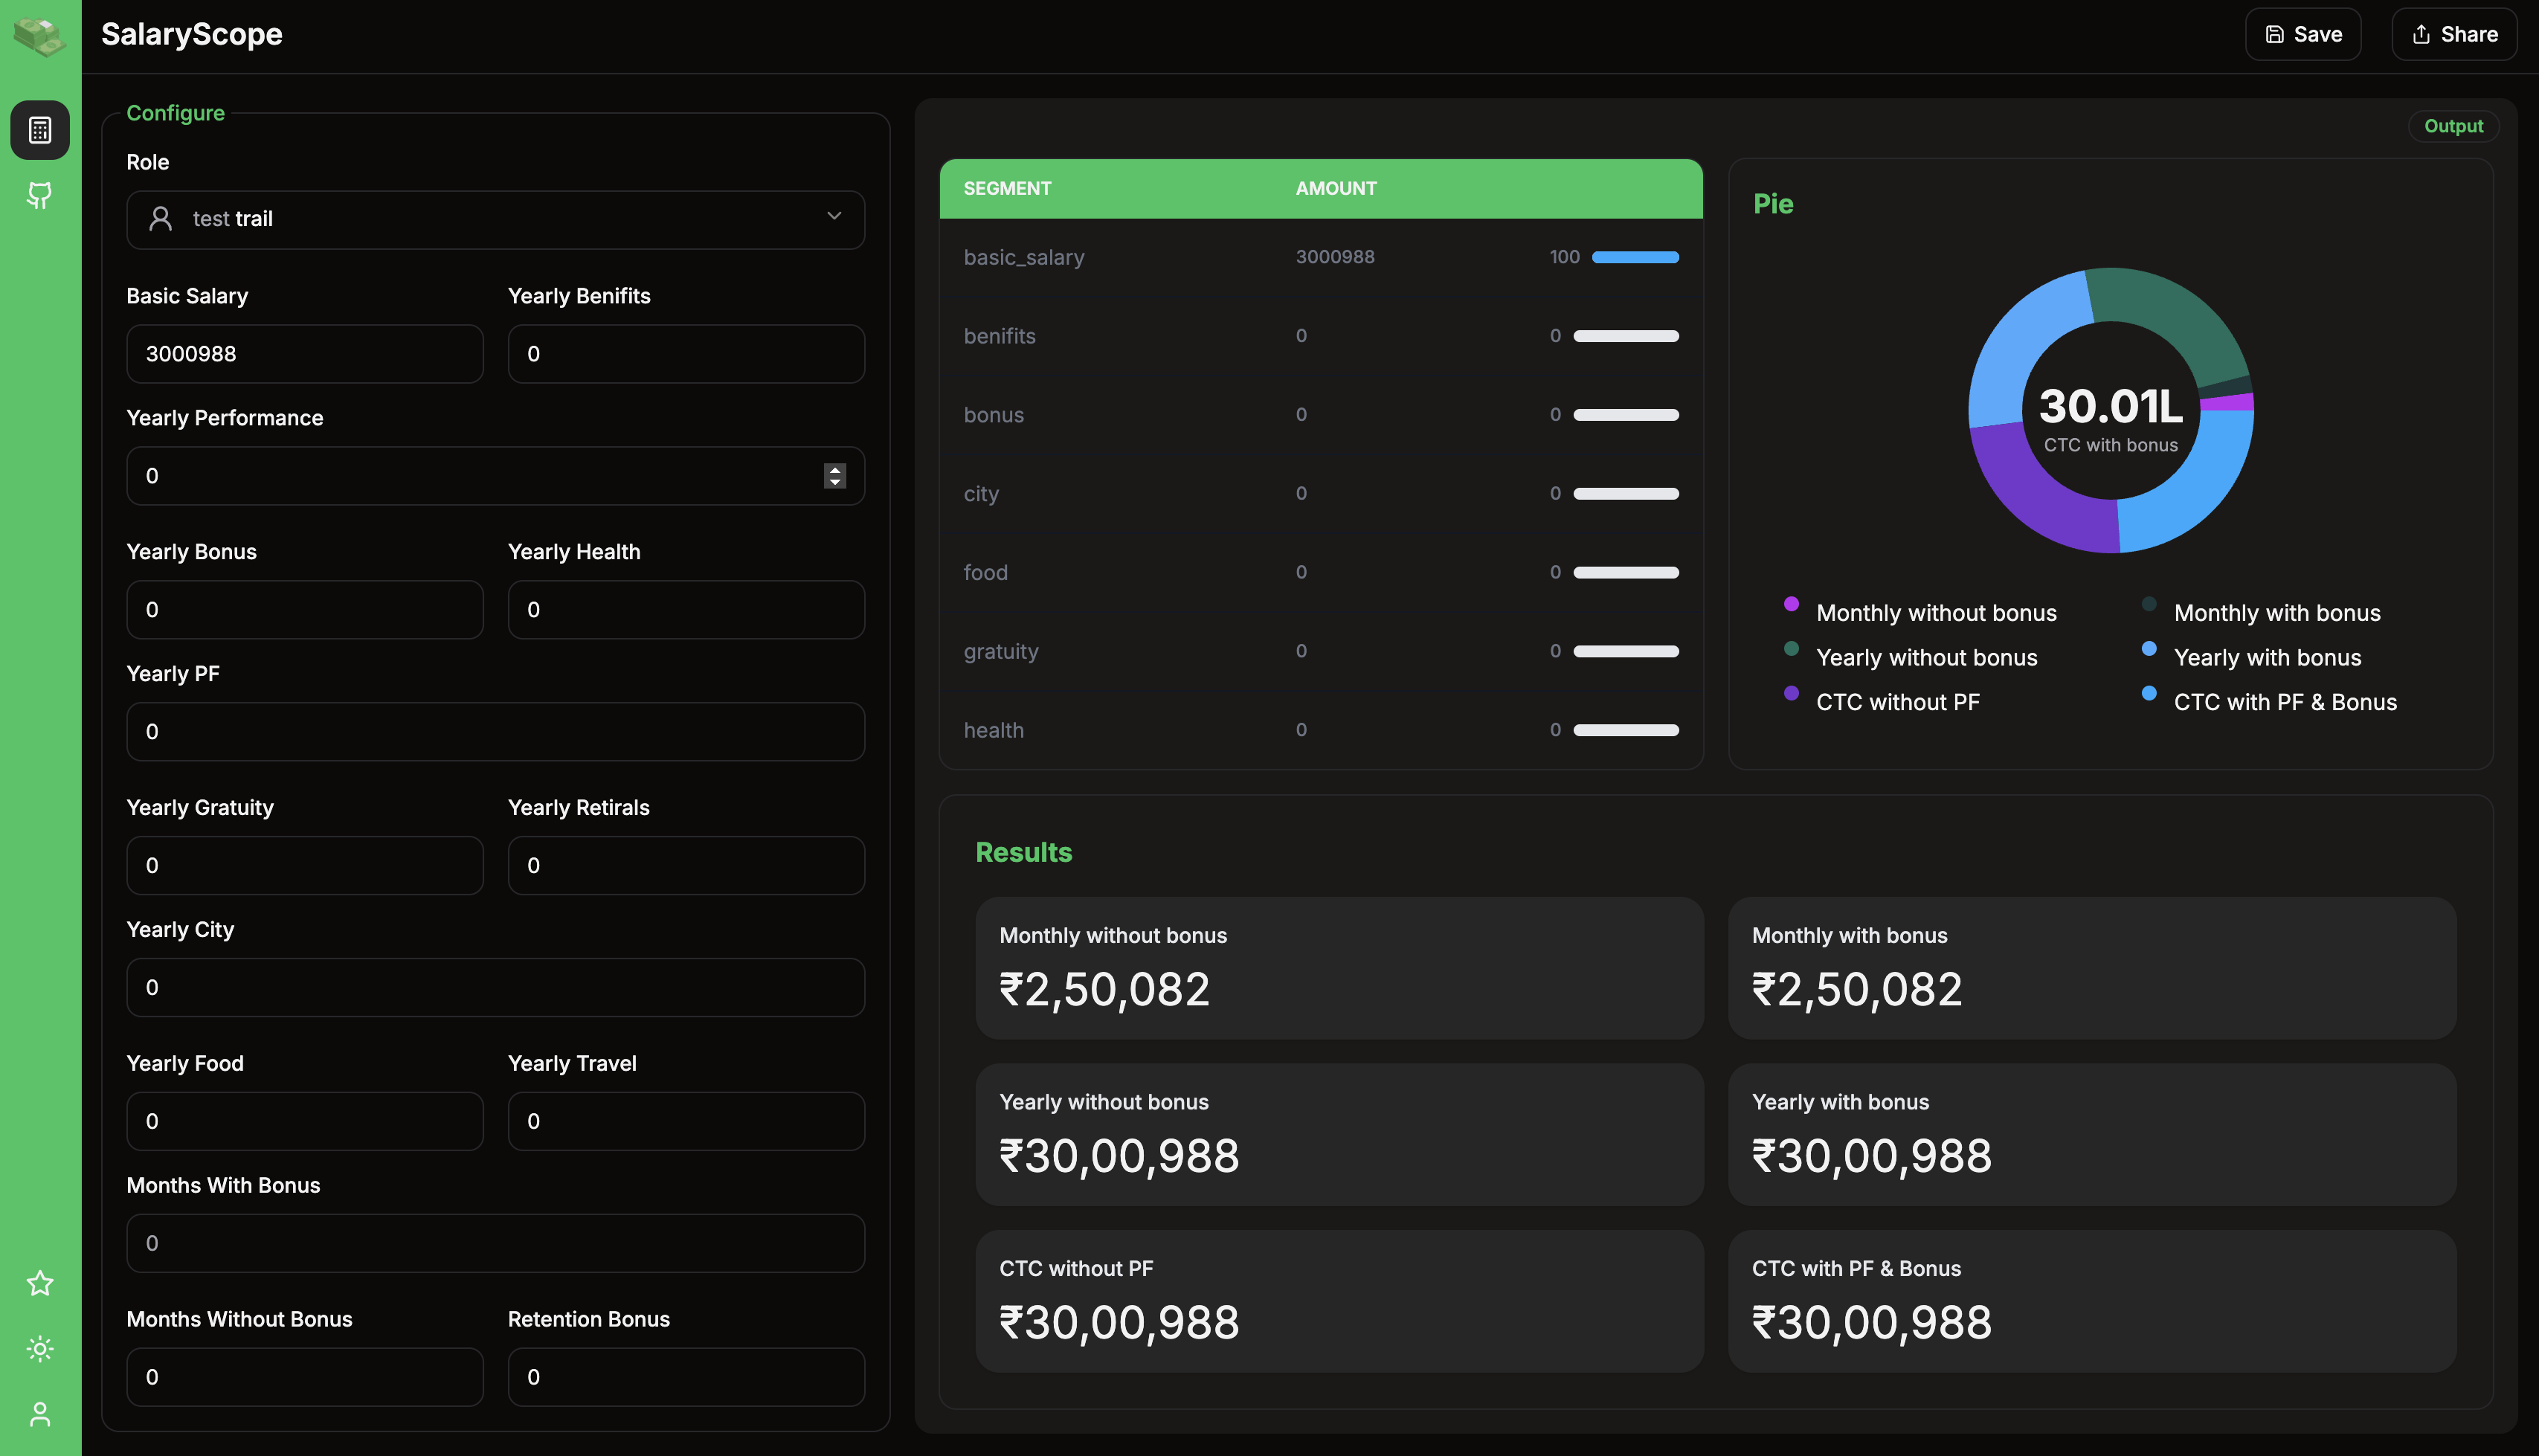 SalaryScope
Save
Share
Configure
Role
test trail
Basic Salary
Yearly Benifits
3000988
0
Yearly Performance
0
Yearly Bonus
Yearly Health
0
0
Yearly PF
0
Yearly Gratuity
Yearly Retirals
0
0
Yearly City
0
Yearly Food
Yearly Travel
0
0
Months With Bonus
0
Months Without Bonus
Retention Bonus
0
0
Output
SEGMENT AMOUNT
basic_salary 3000988 100
benifits 0 0
bonus 0 0
city 0 0
food 0 0
gratuity 0 0
health 0 0
Pie
30.01L
CTC with bonus
Monthly without bonus
Monthly with bonus
Yearly without bonus
Yearly with bonus
CTC without PF
CTC with PF & Bonus
Results
Monthly without bonus
₹2,50,082
Monthly with bonus
₹2,50,082
Yearly without bonus
₹30,00,988
Yearly with bonus
₹30,00,988
CTC without PF
₹30,00,988
CTC with PF & Bonus
₹30,00,988